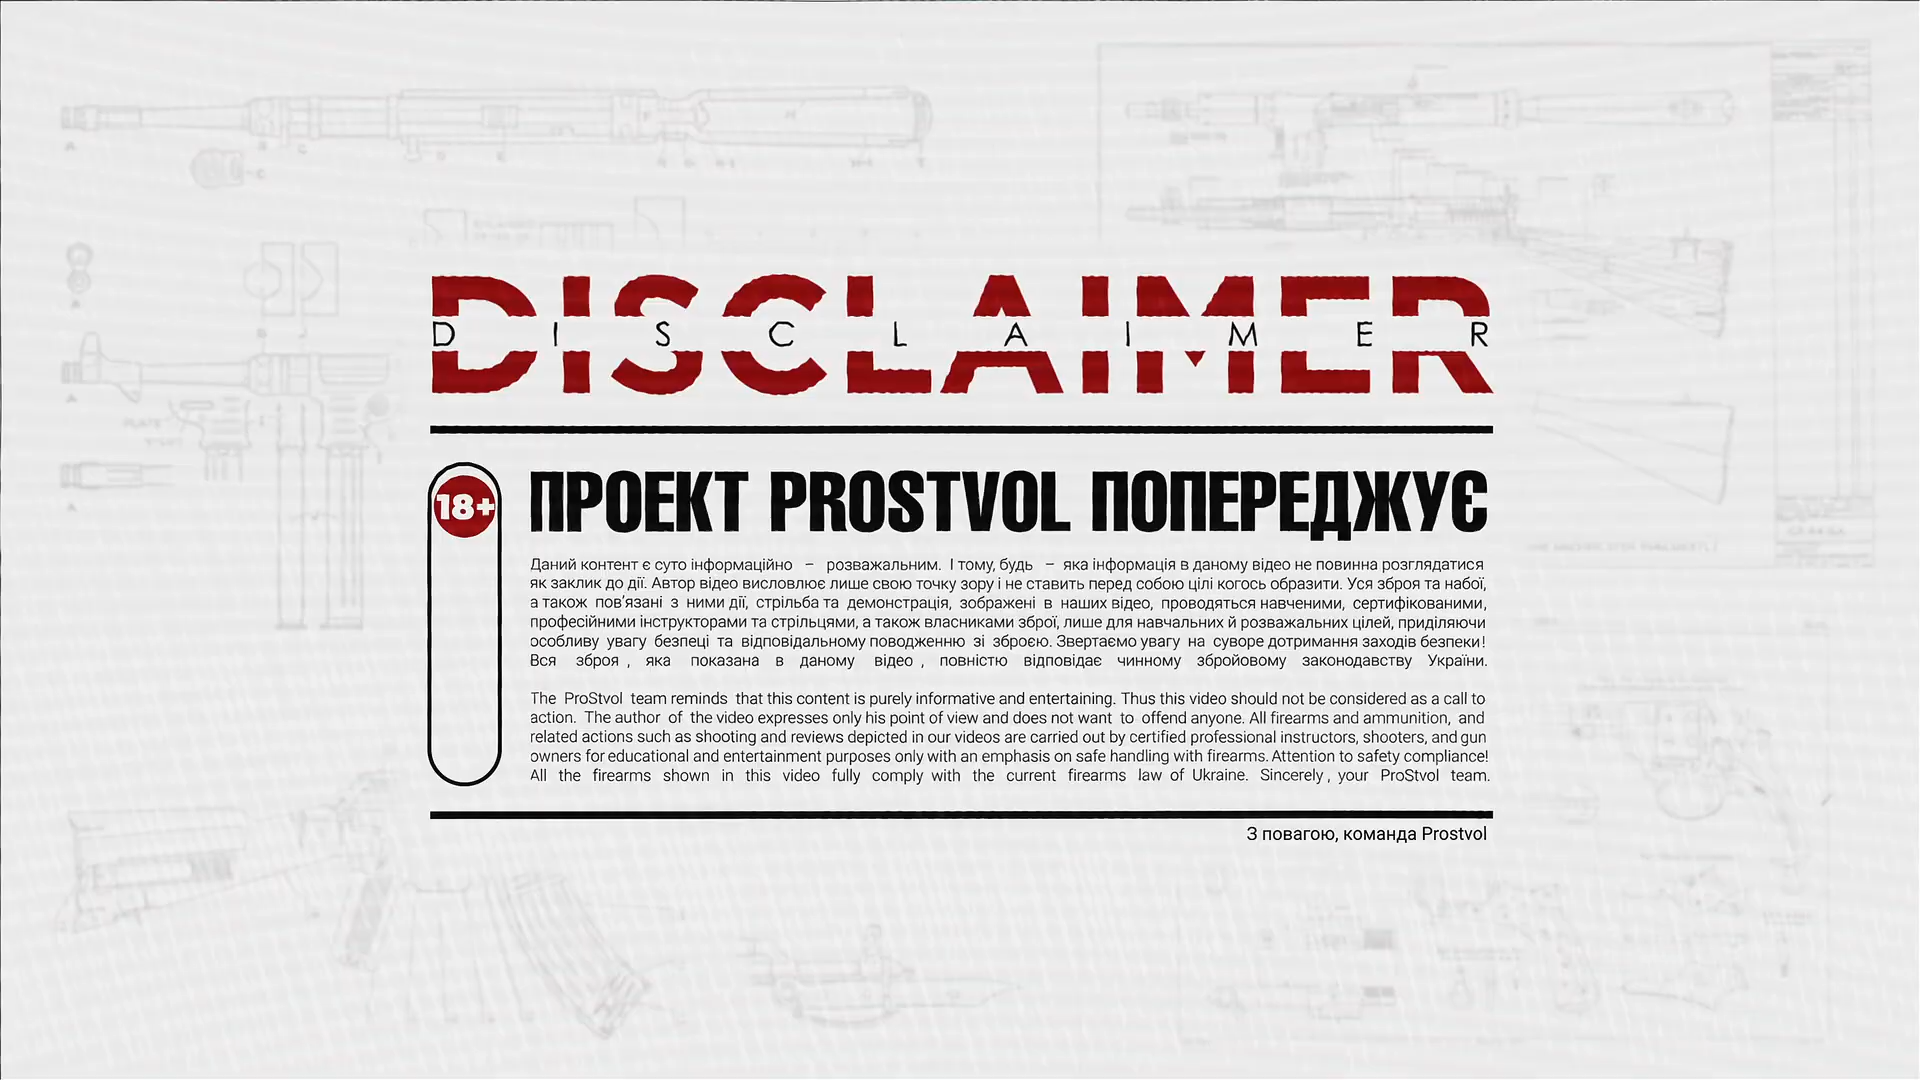 DISCLAIMER
DISCLAIMER
18+
ПРОЕКТ PROSTVOL ПОПЕРЕДЖУЄ
Даний контент є суто інформаційно – розважальним. І тому, будь – яка інформація в даному відео не повинна розглядатися
як заклик до дії. Автор відео висловлює лише свою точку зору і не ставить перед собою цілі когось образити. Уся зброя та набої,
а також пов’язані з ними дії, стрільба та демонстрація, зображені в наших відео, проводяться навченими, сертифікованими,
професійними інструкторами та стрільцями, а також власниками зброї, лише для навчальних й розважальних цілей, приділяючи
особливу увагу безпеці та відповідальному поводженню зі зброєю. Звертаємо увагу на суворе дотримання заходів безпеки!
Вся зброя , яка показана в даному відео , повністю відповідає чинному збройовому законодавству України.
The ProStvol team reminds that this content is purely informative and entertaining. Thus this video should not be considered as a call to
action. The author of the video expresses only his point of view and does not want to offend anyone. All firearms and ammunition, and
related actions such as shooting and reviews depicted in our videos are carried out by certified professional instructors, shooters, and gun
owners for educational and entertainment purposes only with an emphasis on safe handling with firearms. Attention to safety compliance!
All the firearms shown in this video fully comply with the current firearms law of Ukraine. Sincerely , your ProStvol team.
З повагою, команда Prostvol